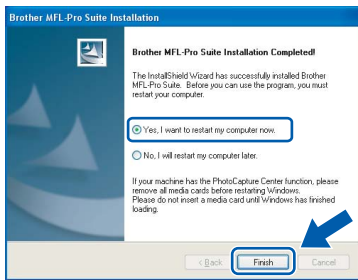 Brother MFL-Pro Suite Installation
Brother MFL-Pro Suite Installation Completed!
The InstallShield Wizard has successfully installed Brother
MFL-Pro Suite. Before you can use the program, you must
restart your computer.
Yes, I want to restart my computer now.
No, I will restart my computer later.
If your machine has the PhotoCapture Center function, please
remove all media cards before restarting Windows.
Please do not insert a media card until Windows has finished
loading.
< Back
Finish
Cancel